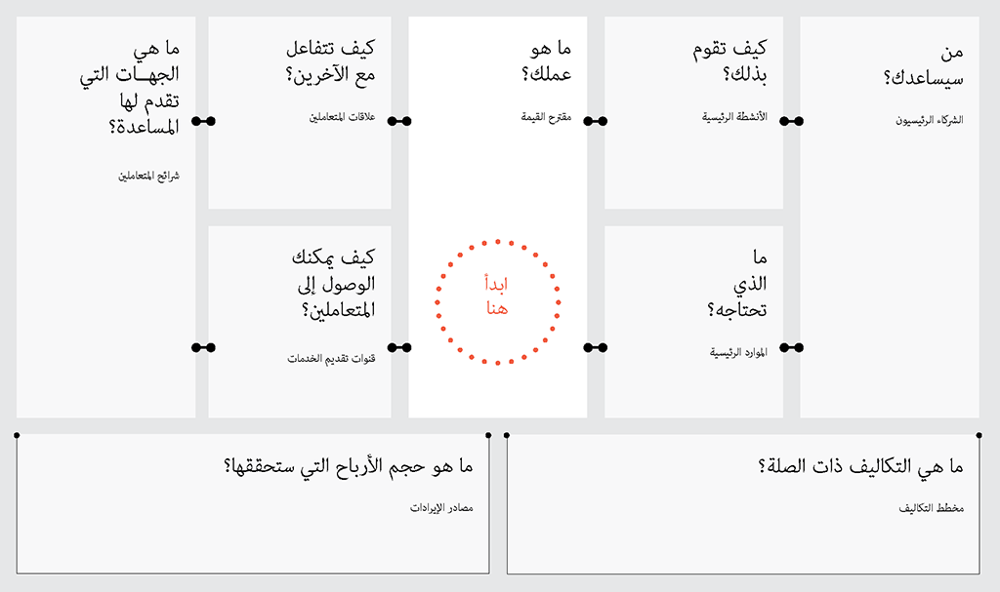 من
سيساعدك؟
الشركاء الرئيسيون
كيف تقوم
بذلك؟
الأنشطة الرئيسية
ما
الذي
تحتاجه؟
الموارد الرئيسية
ما هو
عملك؟
مقترح القيمة
ابدأ
هنا
كيف تتفاعل
مع الآخرين؟
علاقات المتعاملين
كيف يمكنك
الوصول إلى
المتعاملين؟
قنوات تقديم الخدمات
ما هي
الجهـــات التي
تقدم لها
المساعدة؟
شرائح المتعاملين
ما هي التكاليف ذات الصلة؟
مخطط التكاليف
ما هو حجم الأرباح التي ستحققها؟
مصادر الإيرادات